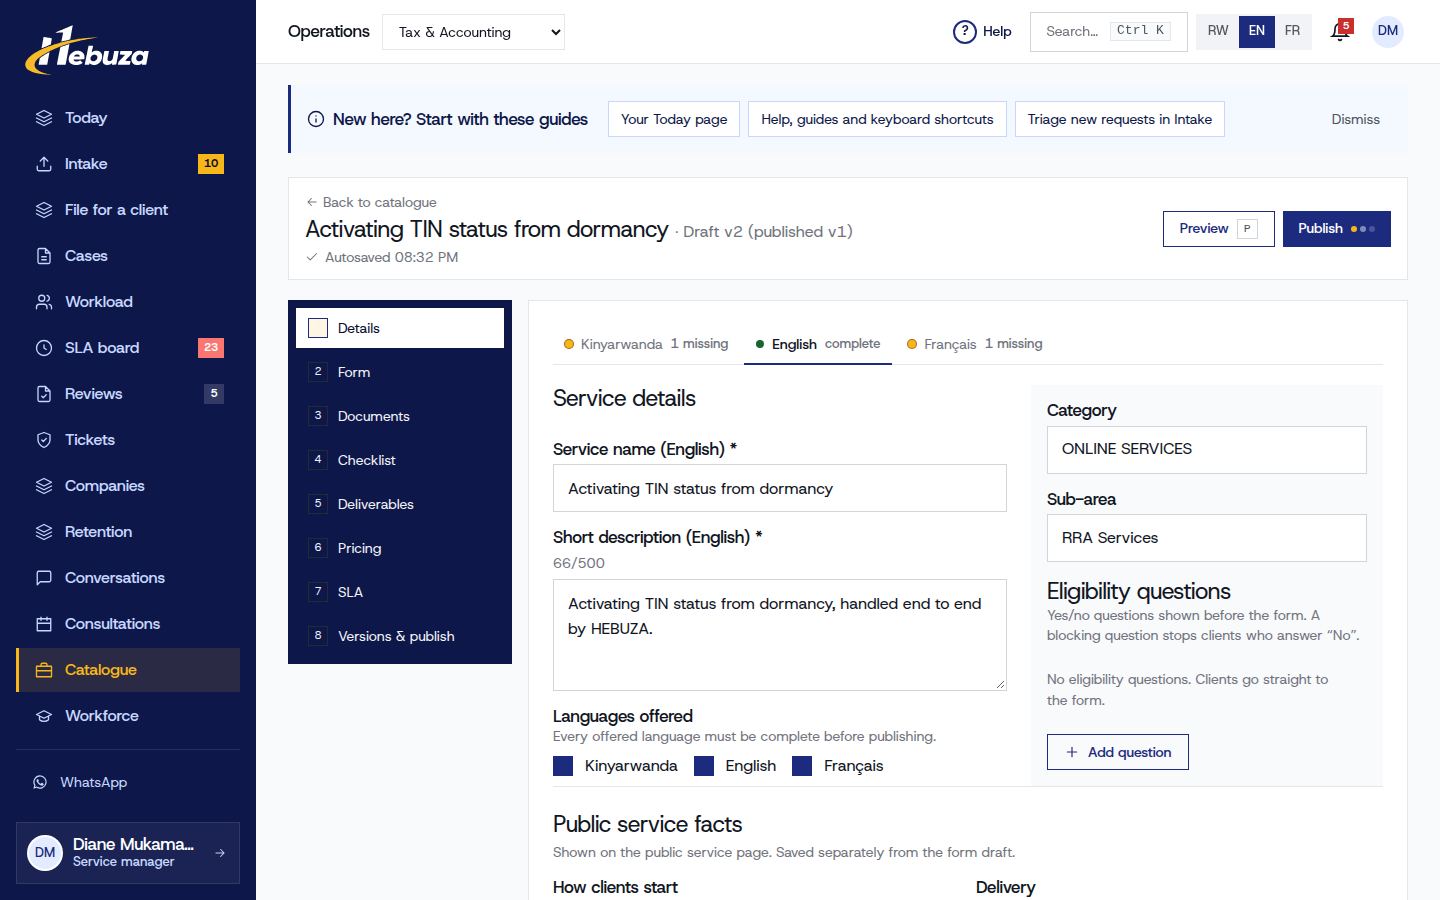 Hebuza
Operations
Tax & Accounting
? Help
Search... Ctrl K
RW EN FR
5
DM
Today
Intake 10
File for a client
Cases
Workload
SLA board 23
Reviews 5
Tickets
Companies
Retention
Conversations
Consultations
Catalogue
Workforce
WhatsApp
DM Diane Mukama...
Service manager
New here? Start with these guides
Your Today page
Help, guides and keyboard shortcuts
Triage new requests in Intake
Dismiss
← Back to catalogue
Activating TIN status from dormancy · Draft v2 (published v1)
Autosaved 08:32 PM
Preview P
Publish
Details
2 Form
3 Documents
4 Checklist
5 Deliverables
6 Pricing
7 SLA
8 Versions & publish
Kinyarwanda 1 missing
English complete
Français 1 missing
Service details
Service name (English) *
Activating TIN status from dormancy
Short description (English) *
66/500
Activating TIN status from dormancy, handled end to end
by HEBUZA.
Languages offered
Every offered language must be complete before publishing.
Kinyarwanda English Français
Category
ONLINE SERVICES
Sub-area
RRA Services
Eligibility questions
Yes/no questions shown before the form. A
blocking question stops clients who answer “No”.
No eligibility questions. Clients go straight to
the form.
+ Add question
Public service facts
Shown on the public service page. Saved separately from the form draft.
How clients start
Delivery